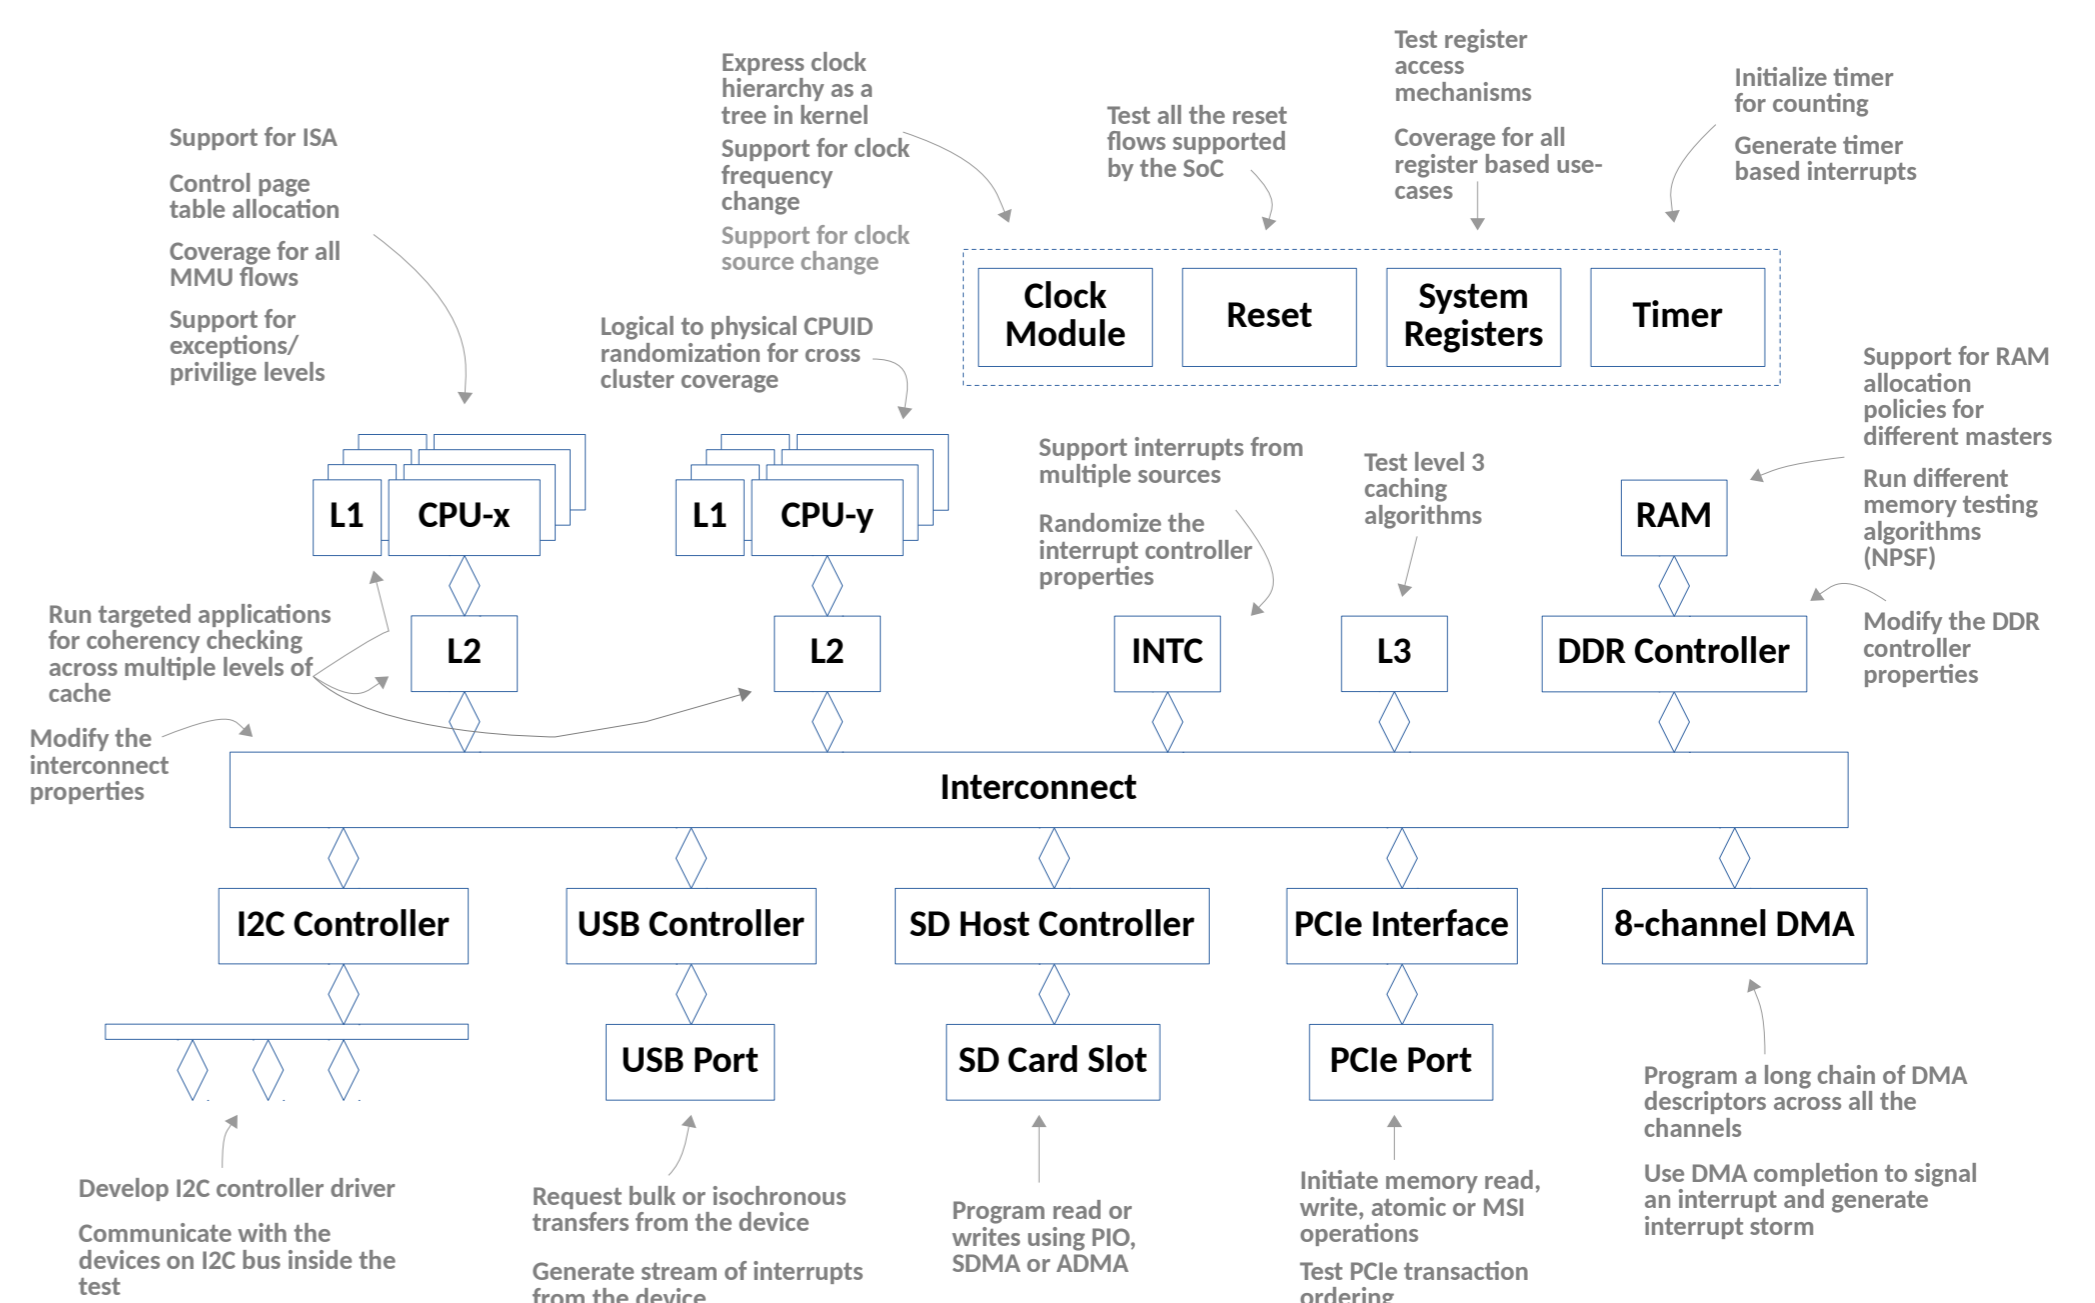 Test register
access
mechanisms
Coverage for all
register based use-
cases
Express clock
hierarchy as a
tree in kernel
Support for clock
frequency
change
Support for clock
source change
Initialize timer
for counting
Generate timer
based interrupts
Test all the reset
flows supported
by the SoC
Support for ISA
Control page
table allocation
Coverage for all
MMU flows
Support for
exceptions/
privilige levels
Clock
Module
Reset
System
Registers
Timer
Logical to physical CPUID
randomization for cross
cluster coverage
Support for RAM
allocation
policies for
different masters
Run different
memory testing
algorithms
(NPSF)
Support interrupts from
multiple sources
Randomize the
interrupt controller
properties
Test level 3
caching
algorithms
L1
CPU-x
L1
CPU-y
RAM
Run targeted applications
for coherency checking
across multiple levels of
cache
L2
L2
INTC
L3
DDR Controller
Modify the DDR
controller
properties
Modify the
interconnect
properties
Interconnect
I2C Controller
USB Controller
SD Host Controller
PCIe Interface
8-channel DMA
USB Port
SD Card Slot
PCIe Port
Program a long chain of DMA
descriptors across all the
channels
Use DMA completion to signal
an interrupt and generate
interrupt storm
Develop I2C controller driver
Communicate with the
devices on I2C bus inside the
test
Request bulk or isochronous
transfers from the device
Generate stream of interrupts
from the device
Program read or
writes using PIO,
SDMA or ADMA
Initiate memory read,
write, atomic or MSI
operations
Test PCIe transaction
ordering